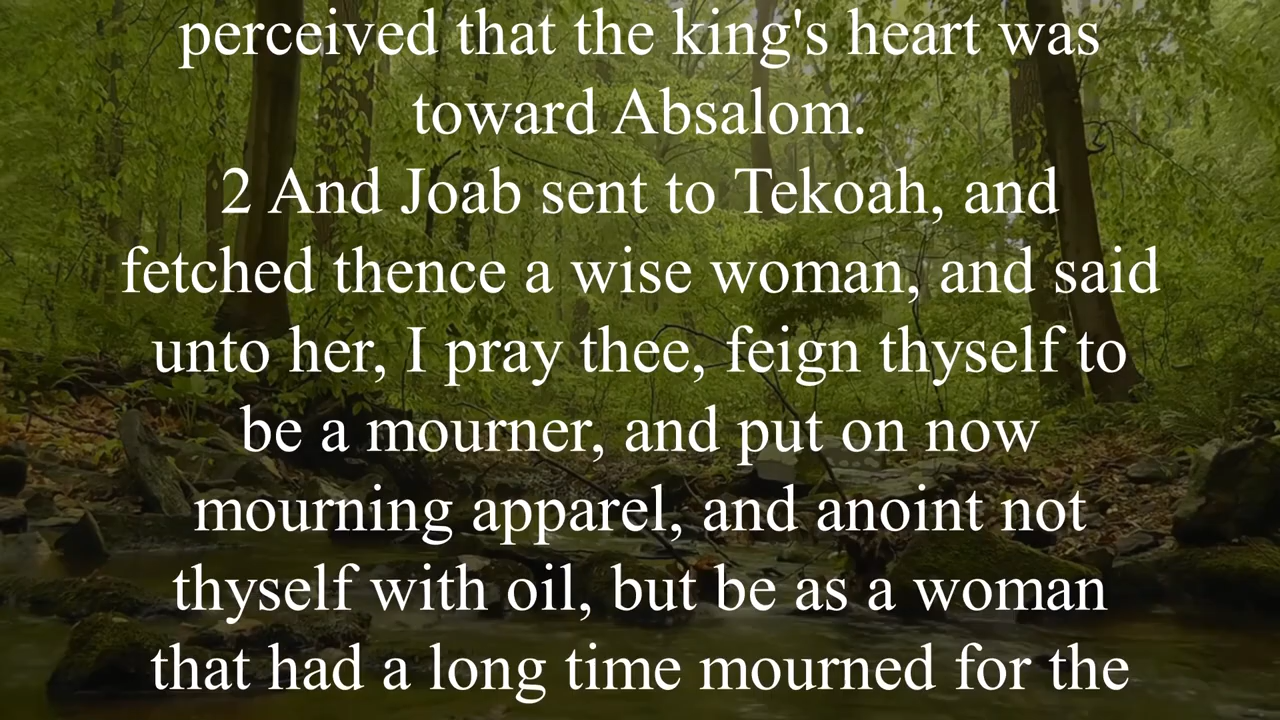 perceived that the king's heart was
toward Absalom.
2 And Joab sent to Tekoah, and
fetched thence a wise woman, and said
unto her, I pray thee, feign thyself to
be a mourner, and put on now
mourning apparel, and anoint not
thyself with oil, but be as a woman
that had a long time mourned for the